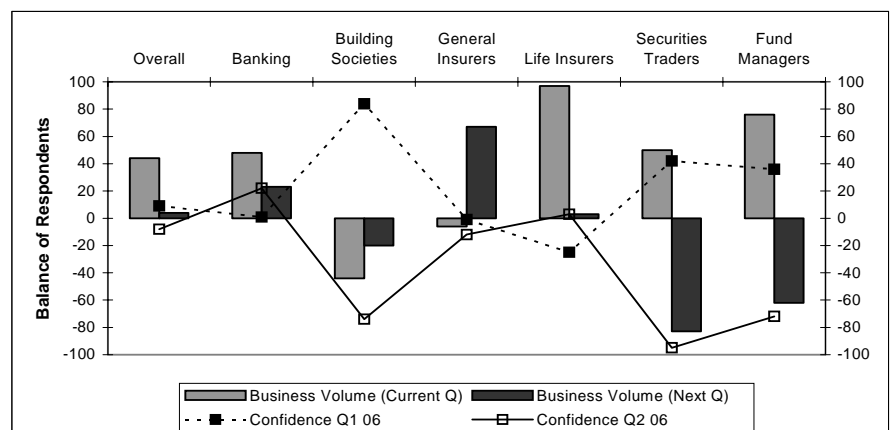 Overall
Banking
Building
Societies
General
Insurers
Life Insurers
Securities
Traders
Fund
Managers
Balance of Respondents
100
80
60
40
20
0
-20
-40
-60
-80
-100
100
80
60
40
20
0
-20
-40
-60
-80
-100
Business Volume (Current Q)
Business Volume (Next Q)
Confidence Q1 06
Confidence Q2 06